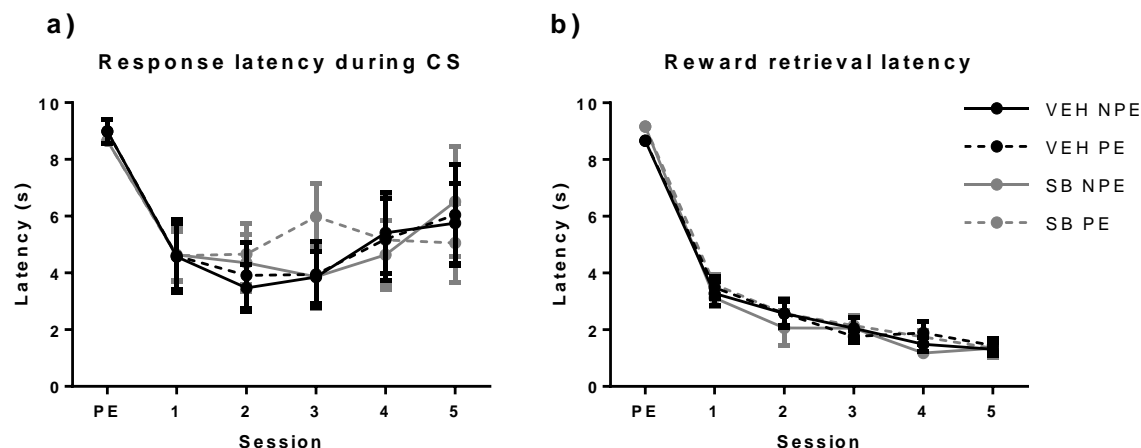 a)
Response latency during CS
Latency (s)
10
8
6
4
2
0
PE 1 2 3 4 5
Session
b)
Reward retrieval latency
Latency (s)
10
8
6
4
2
0
PE 1 2 3 4 5
Session
VEH NPE
VEH PE
SB NPE
SB PE